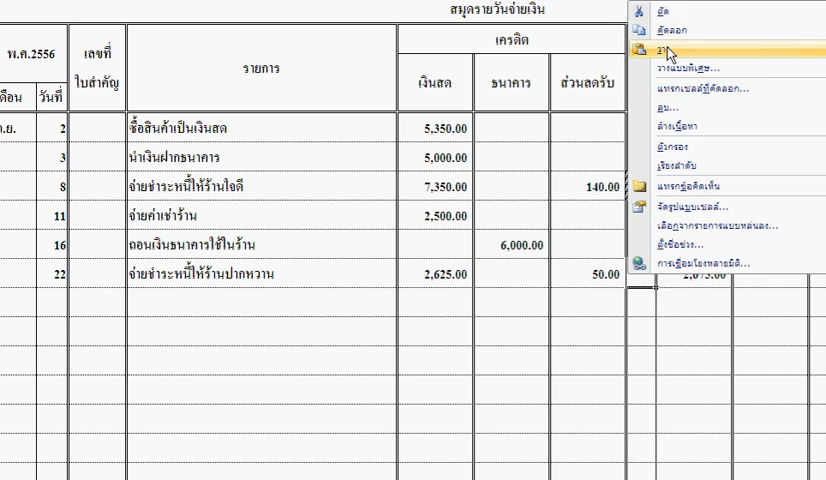 สมุดรายวันจ่ายเงิน
พ.ศ.2556
เลขที่
ใบสำคัญ
รายการ
เครดิต
เดือน
วันที่
เงินสด
ธนาคาร
ส่วนลดรับ
2 ซื้อสินค้าเป็นเงินสด 5,350.00
3 นำเงินฝากธนาคาร 5,000.00
8 จ่ายชำระหนี้ให้ร้านใจดี 7,350.00 140.00
11 จ่ายค่าเช่าร้าน 2,500.00
16 ถอนเงินธนาคารใช้ในร้าน 6,000.00
22 จ่ายชำระหนี้ให้ร้านปากหวาน 2,625.00 50.00
ตัด
คัดลอก
วาง
วางแบบพิเศษ...
แทรกเซลล์ที่คัดลอก...
ลบ...
ล้างเนื้อหา
ตัวกรอง
เรียงลำดับ
แทรกข้อคิดเห็น
จัดรูปแบบเซลล์...
เลือกจากรายการแบบหล่นลง...
ตั้งชื่อช่วง...
การเชื่อมโยงหลายมิติ...